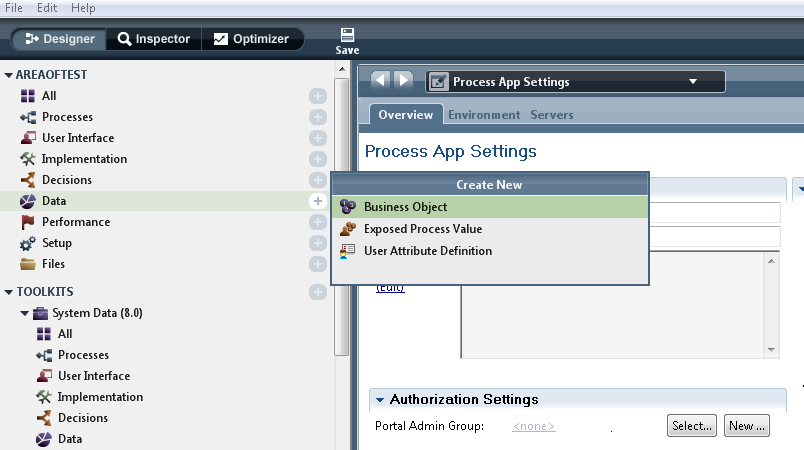 File Edit Help
Designer Inspector Optimizer Save
AREAOFTEST
All
Processes
User Interface
Implementation
Decisions
Data
Performance
Setup
Files
TOOLKITS
System Data (8.0)
All
Processes
User Interface
Implementation
Decisions
Data
Process App Settings
Overview Environment Servers
Process App Settings
Create New
Business Object
Exposed Process Value
User Attribute Definition
(Edit)
Authorization Settings
Portal Admin Group: <none> Select... New ...